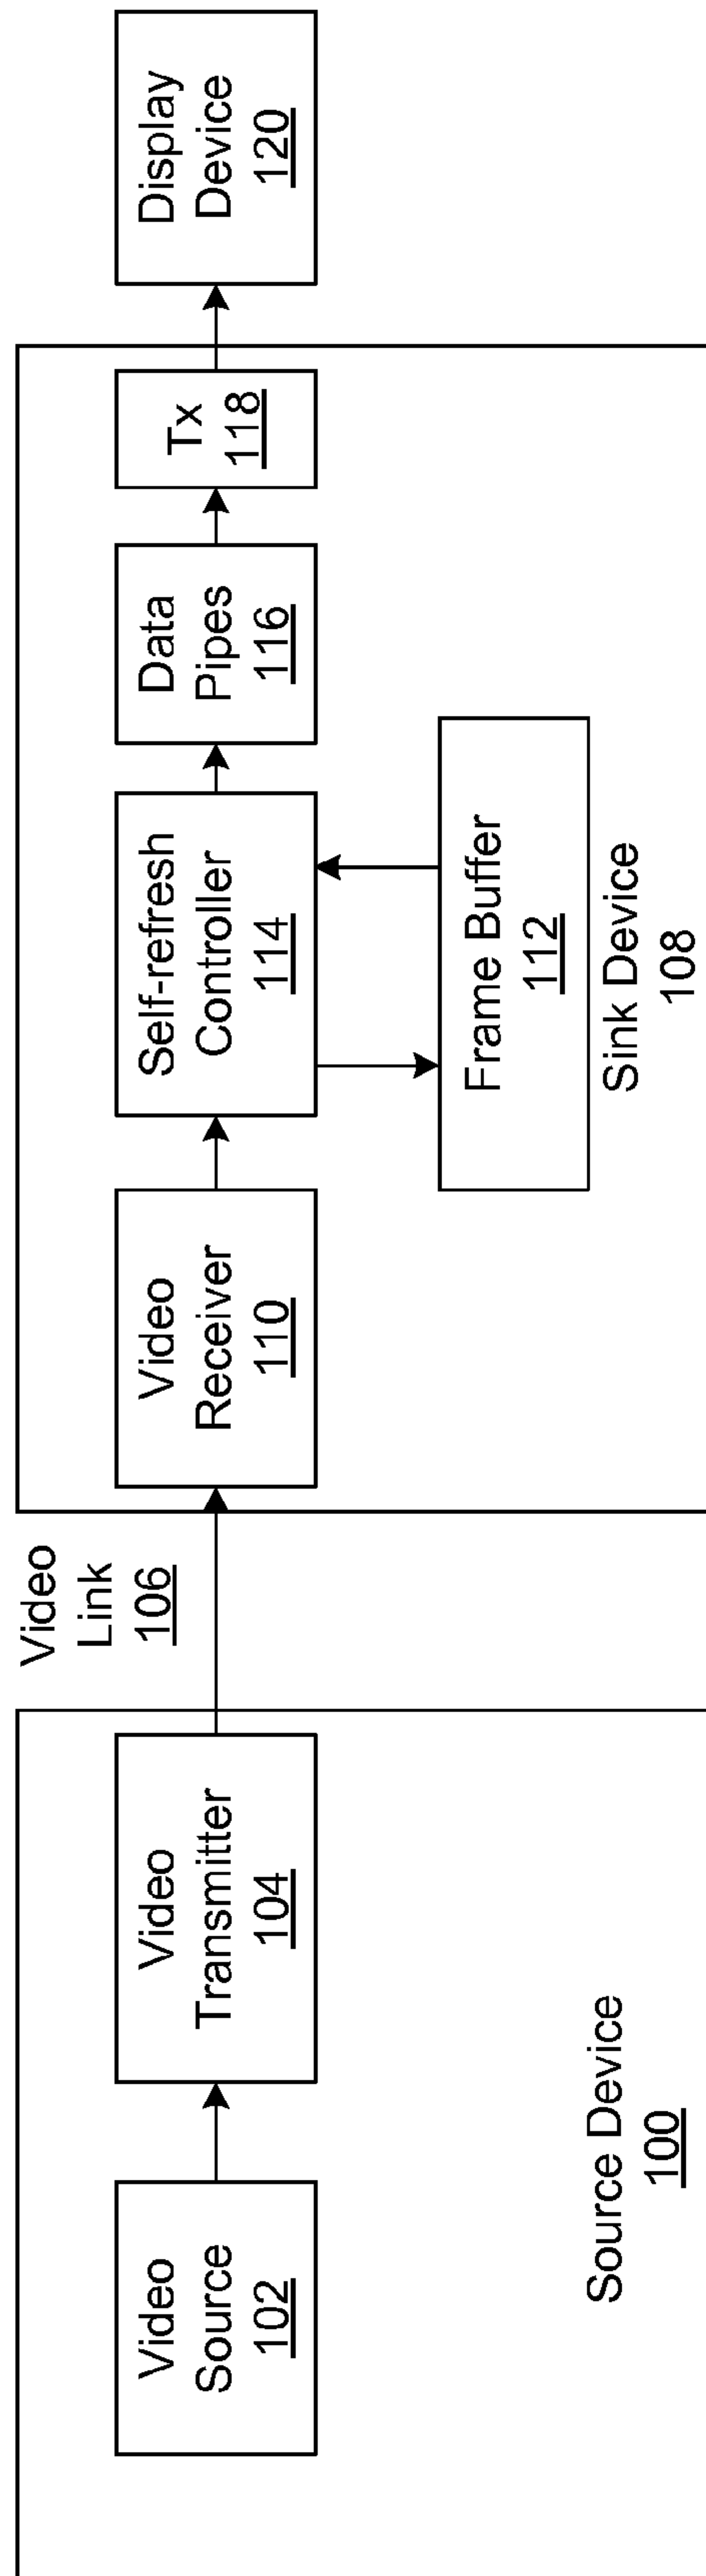 Video
Source
102
Video
Transmitter
104
Source Device
100
Video
Link
106
Video
Receiver
110
Self-refresh
Controller
114
Frame Buffer
112
Data
Pipes
116
Tx
118
Sink Device
108
Display
Device
120